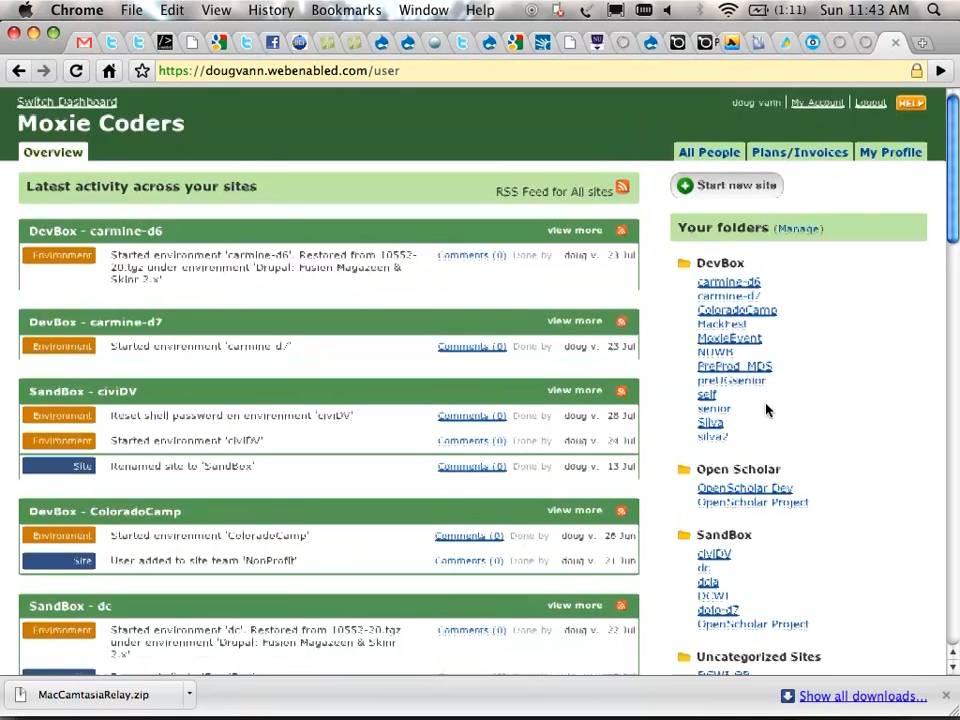 Chrome File Edit View History Bookmarks Window Help (1:11) Sun 11:43 AM
https://dougvann.webenabled.com/user
Switch Dashboard
doug vann | My Account | Logout HELP
Moxie Coders
Overview
All People Plans/Invoices My Profile
Latest activity across your sites
RSS Feed for All sites
Start new site
Your folders (Manage)
DevBox - carmine-d6 view more
Environment Started environment 'carmine-d6'. Restored from 10552- Comments (0) Done by doug v. 23 Jul
20.tgz under environment 'Drupal: Fusion Magazeen &
Skinr 2.x'
DevBox - carmine-d7 view more
Environment Started environment 'carmine-d7' Comments (0) Done by doug v. 23 Jul
SandBox - civiDV view more
Environment Reset shell password on environment 'civiDV' Comments (0) Done by doug v. 28 Jul
Environment Started environment 'civiDV' Comments (0) Done by doug v. 24 Jul
Site Renamed site to 'SandBox' Comments (0) Done by doug v. 13 Jul
DevBox - ColoradoCamp view more
Environment Started environment 'ColoradoCamp' Comments (0) Done by doug v. 26 Jun
Site User added to site team 'NonProfit' Comments (0) Done by doug v. 21 Jun
SandBox - dc view more
Environment Started environment 'dc'. Restored from 10552-20.tgz Comments (0) Done by doug v. 22 Jul
under environment 'Drupal: Fusion Magazeen & Skinr
2.x'
DevBox
carmine-d6
carmine-d7
ColoradoCamp
HackFest
MoxieEvent
NUWB
PreProd_MDS
preUGsenior
self
senior
Silva
silva2
Open Scholar
OpenScholar Dev
OpenScholar Project
SandBox
civiDV
dc
dcla
DCWI
dojo-d7
OpenScholar Project
Uncategorized Sites
MacCamtasiaRelay.zip
Show all downloads...